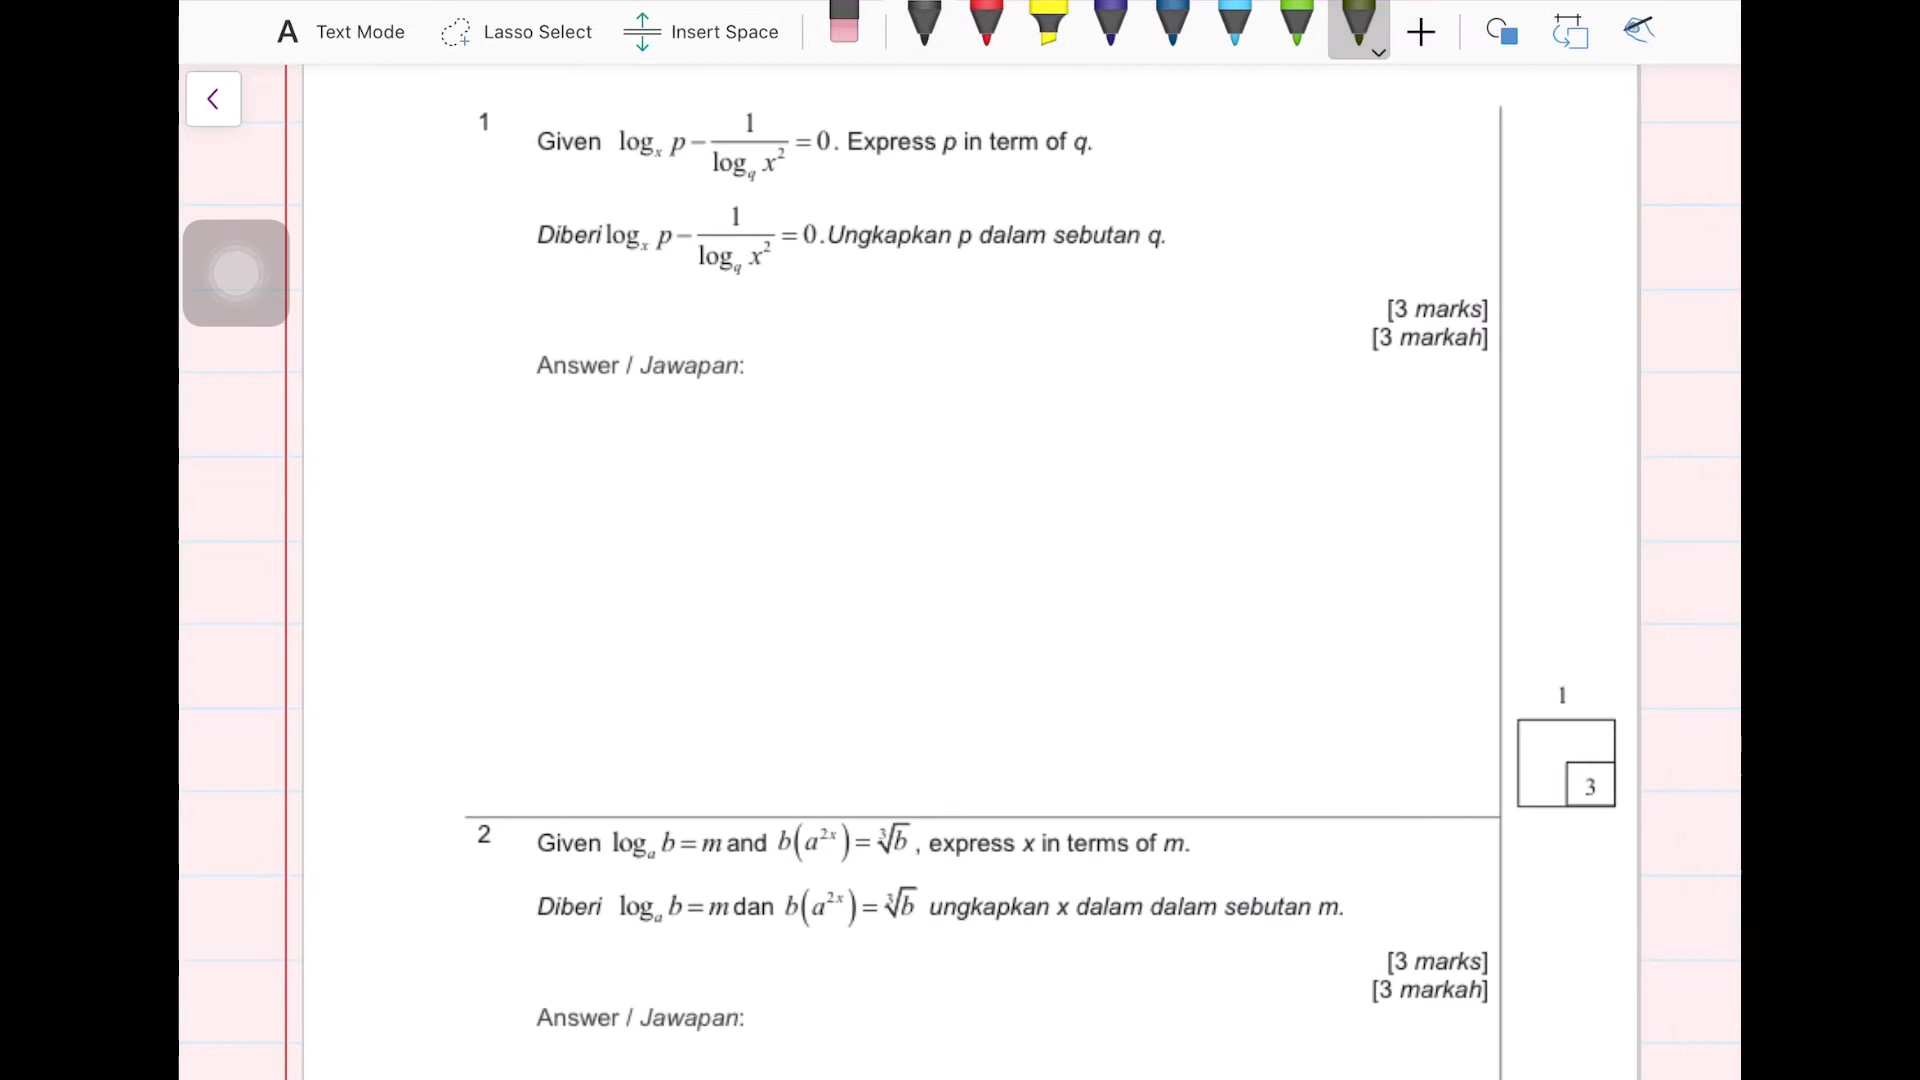 A Text Mode Lasso Select Insert Space
1 Given log_x p − 1/(log_q x²) = 0. Express p in term of q.
Diberi log_x p − 1/(log_q x²) = 0. Ungkapkan p dalam sebutan q.
[3 marks]
[3 markah]
Answer / Jawapan:
1
3
2 Given log_a b = m and b(a^(2x)) = ∛b , express x in terms of m.
Diberi log_a b = m dan b(a^(2x)) = ∛b ungkapkan x dalam dalam sebutan m.
[3 marks]
[3 markah]
Answer / Jawapan: